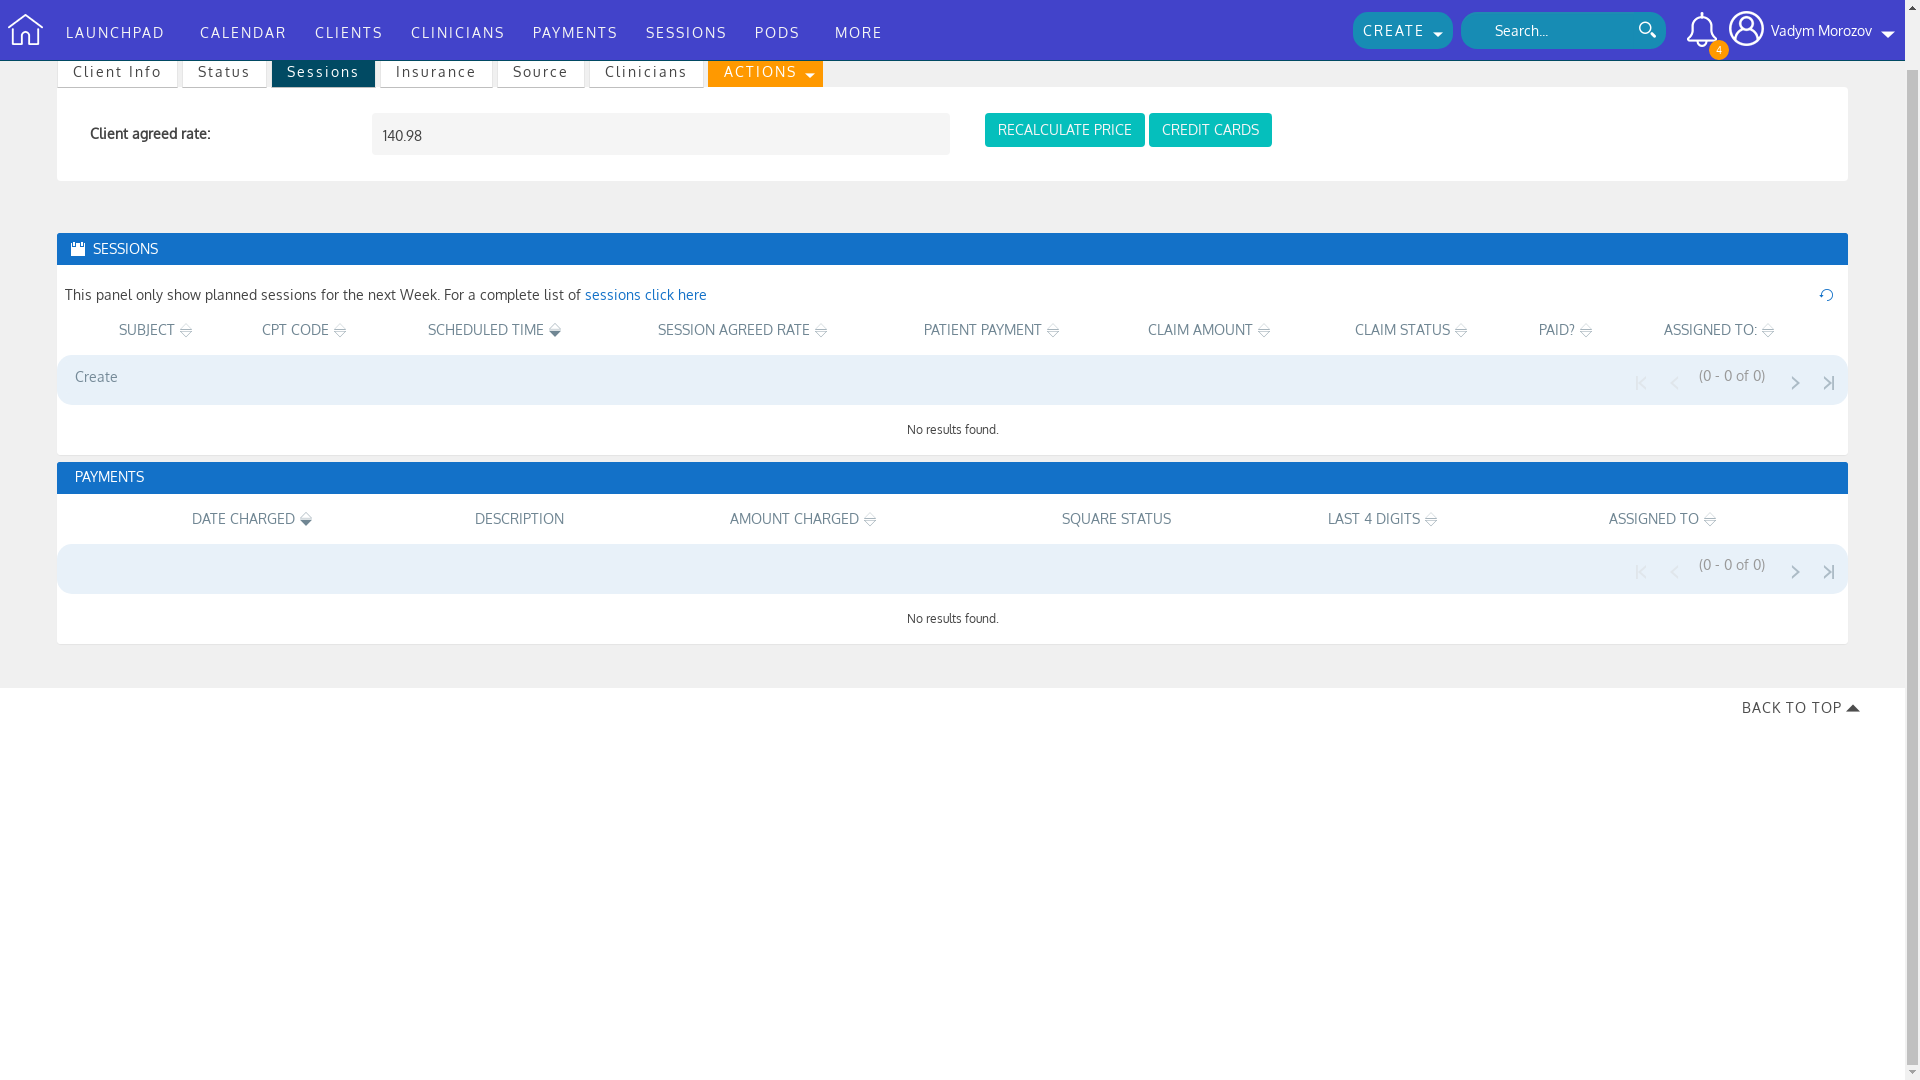 LAUNCHPAD CALENDAR CLIENTS CLINICIANS PAYMENTS SESSIONS PODS MORE CREATE Search... 4 Vadym Morozov
Client Info Status Sessions Insurance Source Clinicians ACTIONS
Client agreed rate: 140.98 RECALCULATE PRICE CREDIT CARDS
SESSIONS
This panel only show planned sessions for the next Week. For a complete list of sessions click here
SUBJECT CPT CODE SCHEDULED TIME SESSION AGREED RATE PATIENT PAYMENT CLAIM AMOUNT CLAIM STATUS PAID? ASSIGNED TO:
Create (0 - 0 of 0)
No results found.
PAYMENTS
DATE CHARGED DESCRIPTION AMOUNT CHARGED SQUARE STATUS LAST 4 DIGITS ASSIGNED TO
(0 - 0 of 0)
No results found.
BACK TO TOP